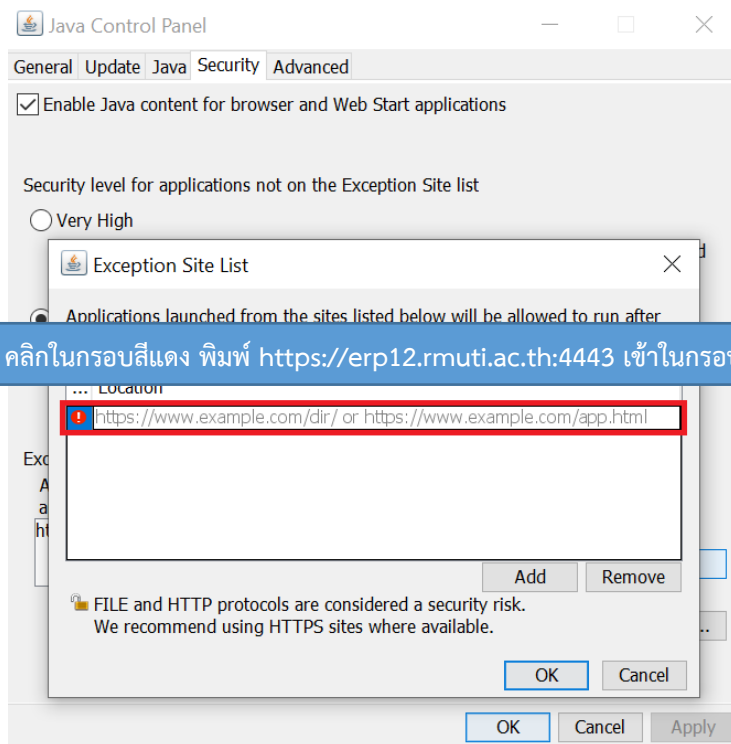 Java Control Panel
General Update Java Security Advanced
Enable Java content for browser and Web Start applications
Security level for applications not on the Exception Site list
Very High
Exception Site List
Applications launched from the sites listed below will be allowed to run after
คลิกในกรอบสีแดง พิมพ์ https://erp12.rmuti.ac.th:4443 เข้าในกรอบ
... Location
https://www.example.com/dir/ or https://www.example.com/app.html
Add Remove
FILE and HTTP protocols are considered a security risk.
We recommend using HTTPS sites where available.
OK Cancel
OK Cancel Apply